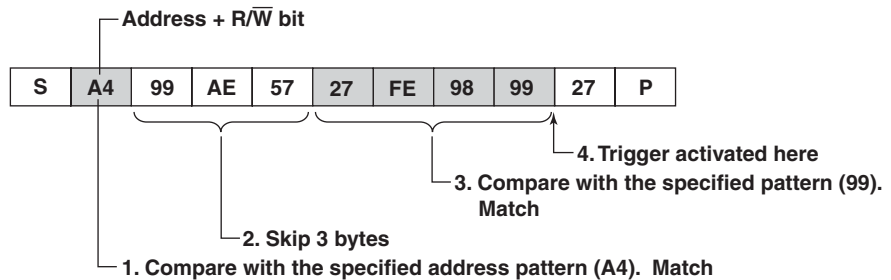 Address + R/W̅ bit
S A4 99 AE 57 27 FE 98 99 27 P
4. Trigger activated here
3. Compare with the specified pattern (99).
Match
2. Skip 3 bytes
1. Compare with the specified address pattern (A4). Match